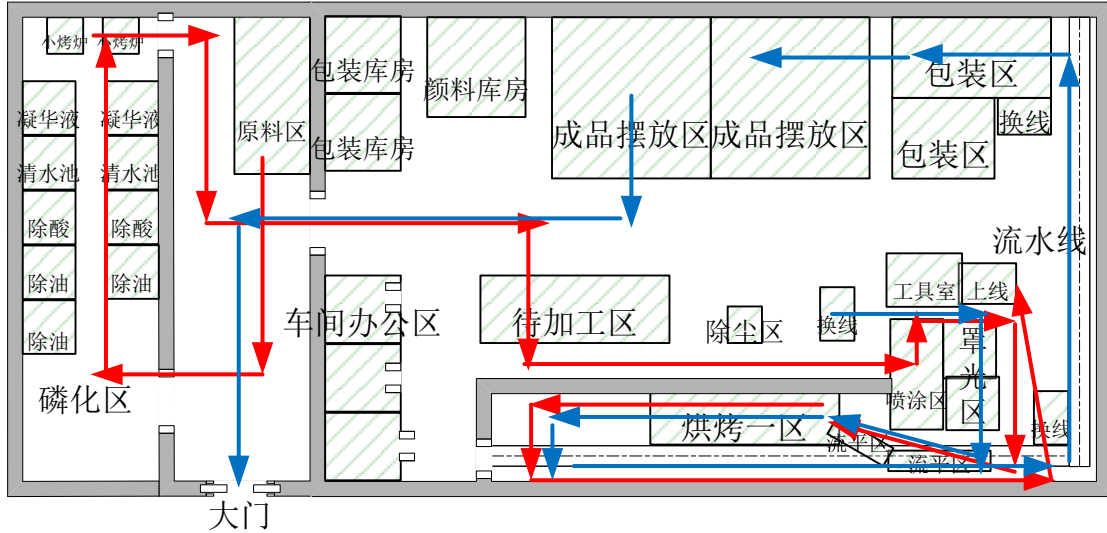 小烤炉
小烤炉
凝华液
凝华液
清水池
清水池
除酸
除酸
除油
除油
除油
磷化区
原料区
大门
包装库房
包装库房
颜料库房
成品摆放区
成品摆放区
包装区
换线
包装区
流水线
车间办公区
待加工区
除尘区
换线
工具室
上线
罩光区
喷涂区
换线
烘烤一区
流平区
流平区